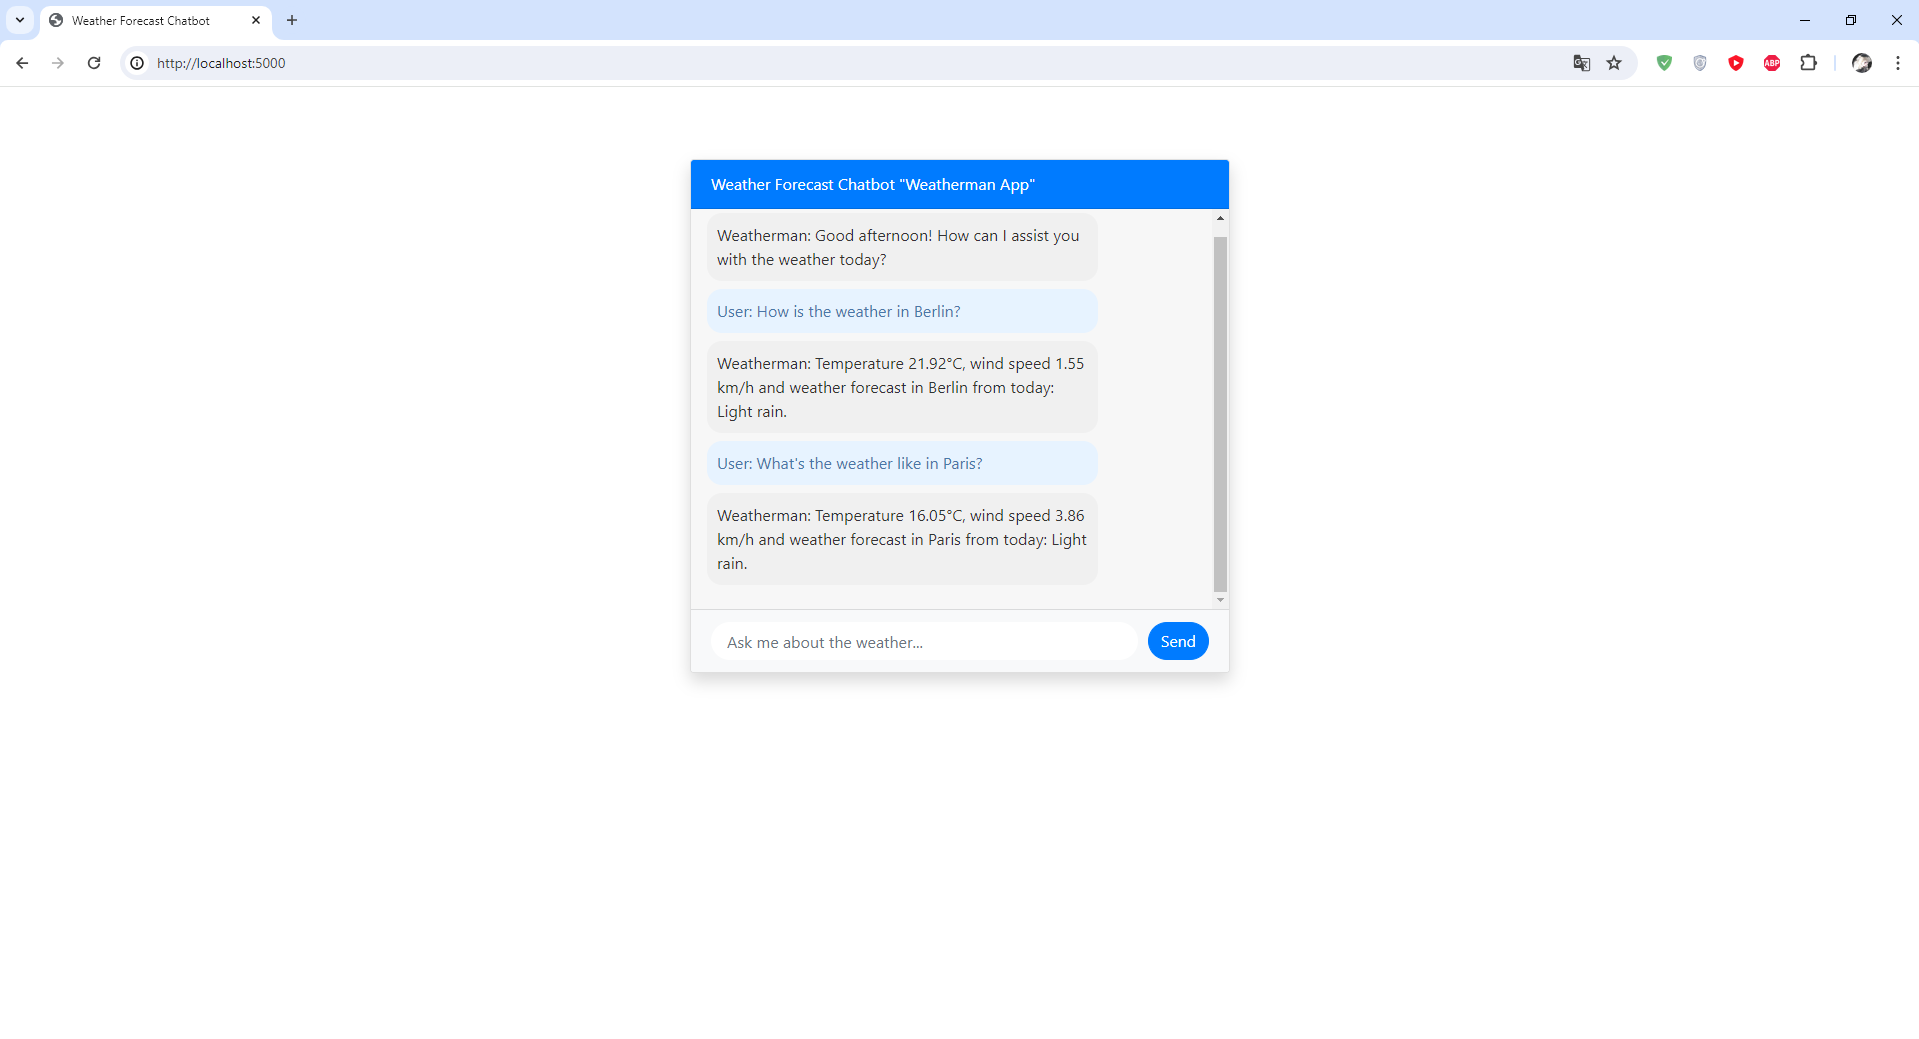 Weather Forecast Chatbot
http://localhost:5000
ABP
Weather Forecast Chatbot "Weatherman App"
Weatherman: Good afternoon! How can I assist you
with the weather today?
User: How is the weather in Berlin?
Weatherman: Temperature 21.92°C, wind speed 1.55
km/h and weather forecast in Berlin from today:
Light rain.
User: What's the weather like in Paris?
Weatherman: Temperature 16.05°C, wind speed 3.86
km/h and weather forecast in Paris from today: Light
rain.
Ask me about the weather...
Send